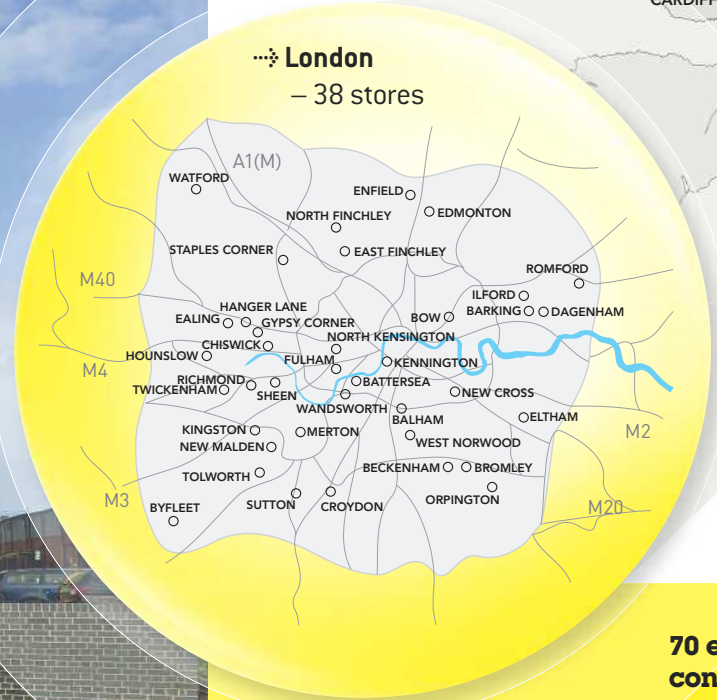 CARDIFF
London
– 38 stores
A1(M)
WATFORD
ENFIELD
EDMONTON
NORTH FINCHLEY
STAPLES CORNER
EAST FINCHLEY
ROMFORD
M40
ILFORD
HANGER LANE
BARKING
DAGENHAM
EALING
GYPSY CORNER
BOW
NORTH KENSINGTON
CHISWICK
HOUNSLOW
FULHAM
KENNINGTON
M4
RICHMOND
BATTERSEA
TWICKENHAM
SHEEN
NEW CROSS
WANDSWORTH
BALHAM
ELTHAM
KINGSTON
MERTON
M2
NEW MALDEN
WEST NORWOOD
TOLWORTH
BECKENHAM
BROMLEY
M3
BYFLEET
SUTTON
CROYDON
ORPINGTON
M20
70 e
con